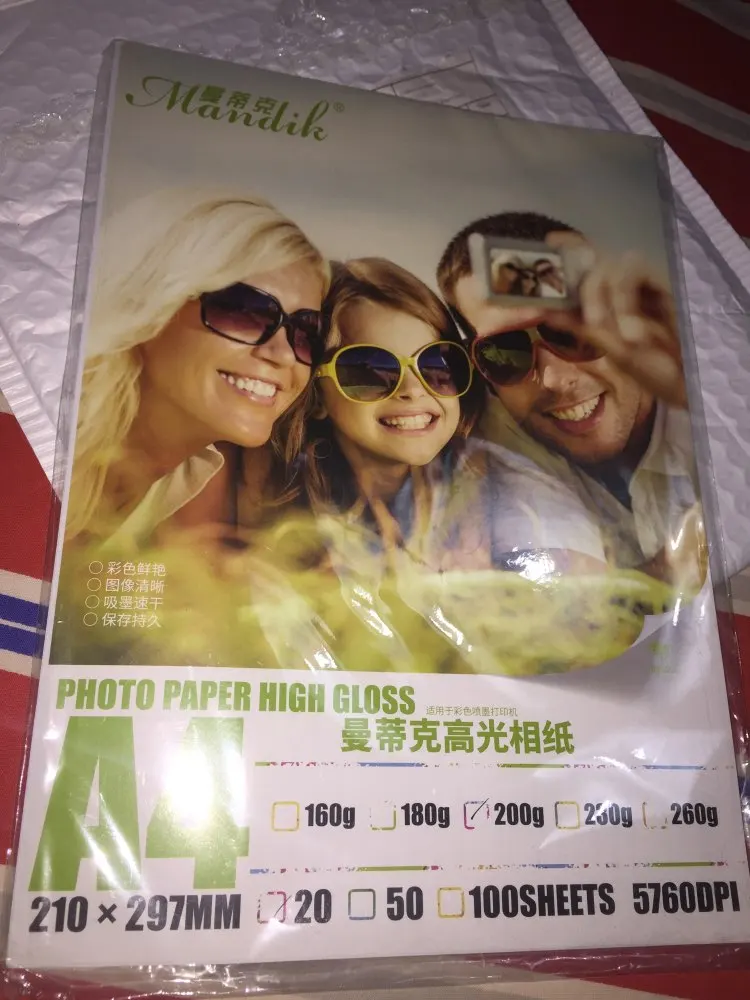 曼蒂克
Mandik®
○ 彩色鲜艳
○ 图像清晰
○ 吸墨速干
○ 保存持久
PHOTO PAPER HIGH GLOSS
适用于彩色喷墨打印机
曼蒂克高光相纸
A4
160g 180g 200g 230g 260g
210 × 297MM 20 50 100SHEETS 5760DPI